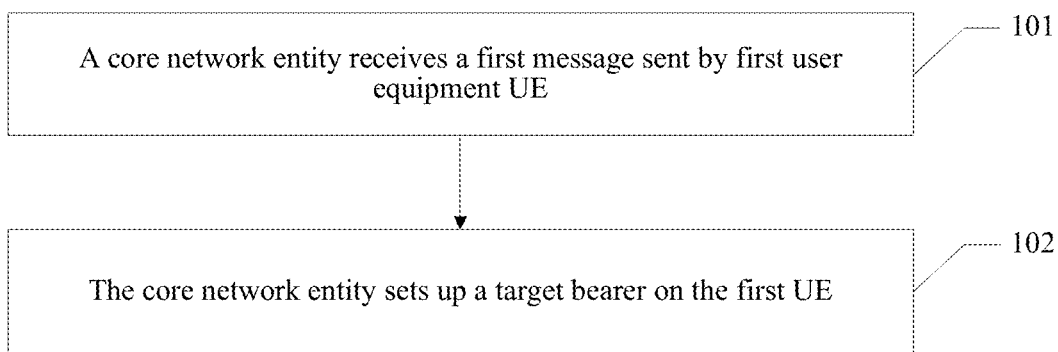 101
A core network entity receives a first message sent by first user
equipment UE
102
The core network entity sets up a target bearer on the first UE